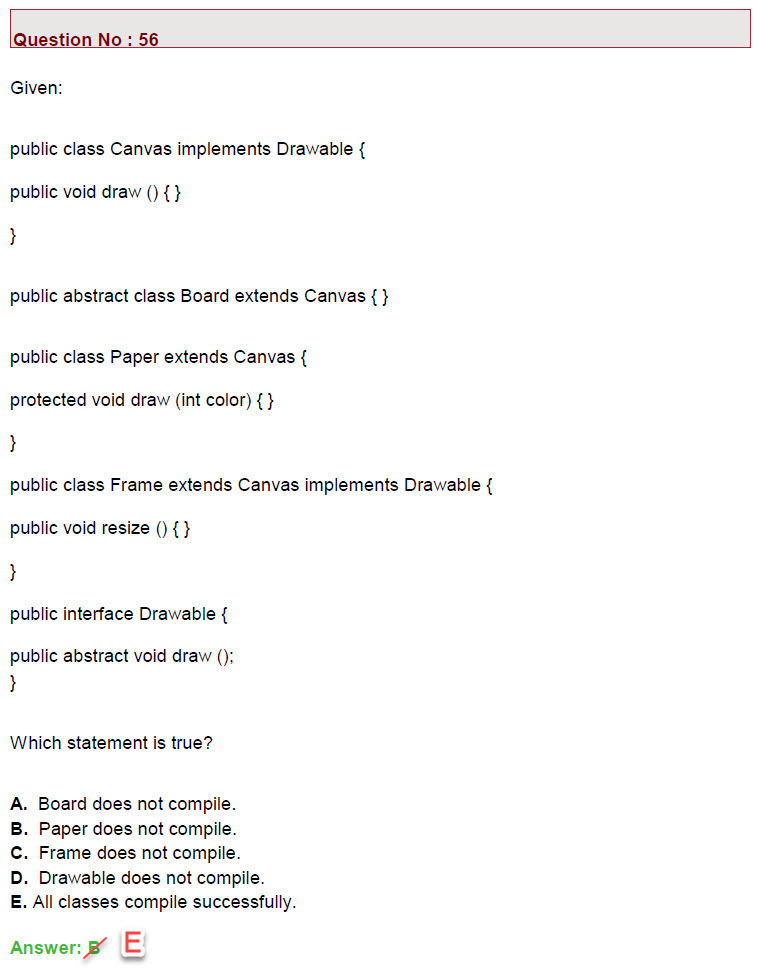 Question No : 56
Given:
public class Canvas implements Drawable {
public void draw () { }
}
public abstract class Board extends Canvas { }
public class Paper extends Canvas {
protected void draw (int color) { }
}
public class Frame extends Canvas implements Drawable {
public void resize () { }
}
public interface Drawable {
public abstract void draw ();
}
Which statement is true?
A. Board does not compile.
B. Paper does not compile.
C. Frame does not compile.
D. Drawable does not compile.
E. All classes compile successfully.
Answer: B E